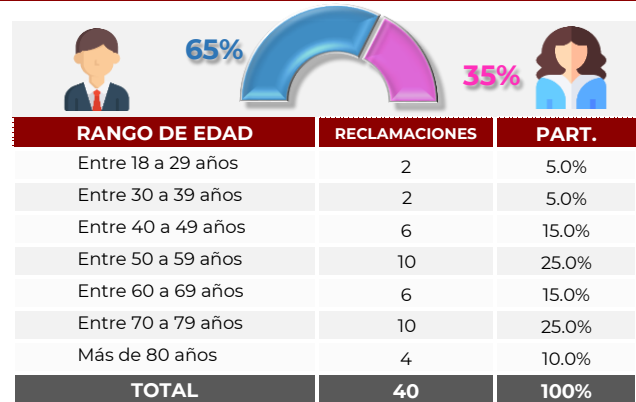 65%
35%
RANGO DE EDAD RECLAMACIONES PART.
Entre 18 a 29 años 2 5.0%
Entre 30 a 39 años 2 5.0%
Entre 40 a 49 años 6 15.0%
Entre 50 a 59 años 10 25.0%
Entre 60 a 69 años 6 15.0%
Entre 70 a 79 años 10 25.0%
Más de 80 años 4 10.0%
TOTAL 40 100%